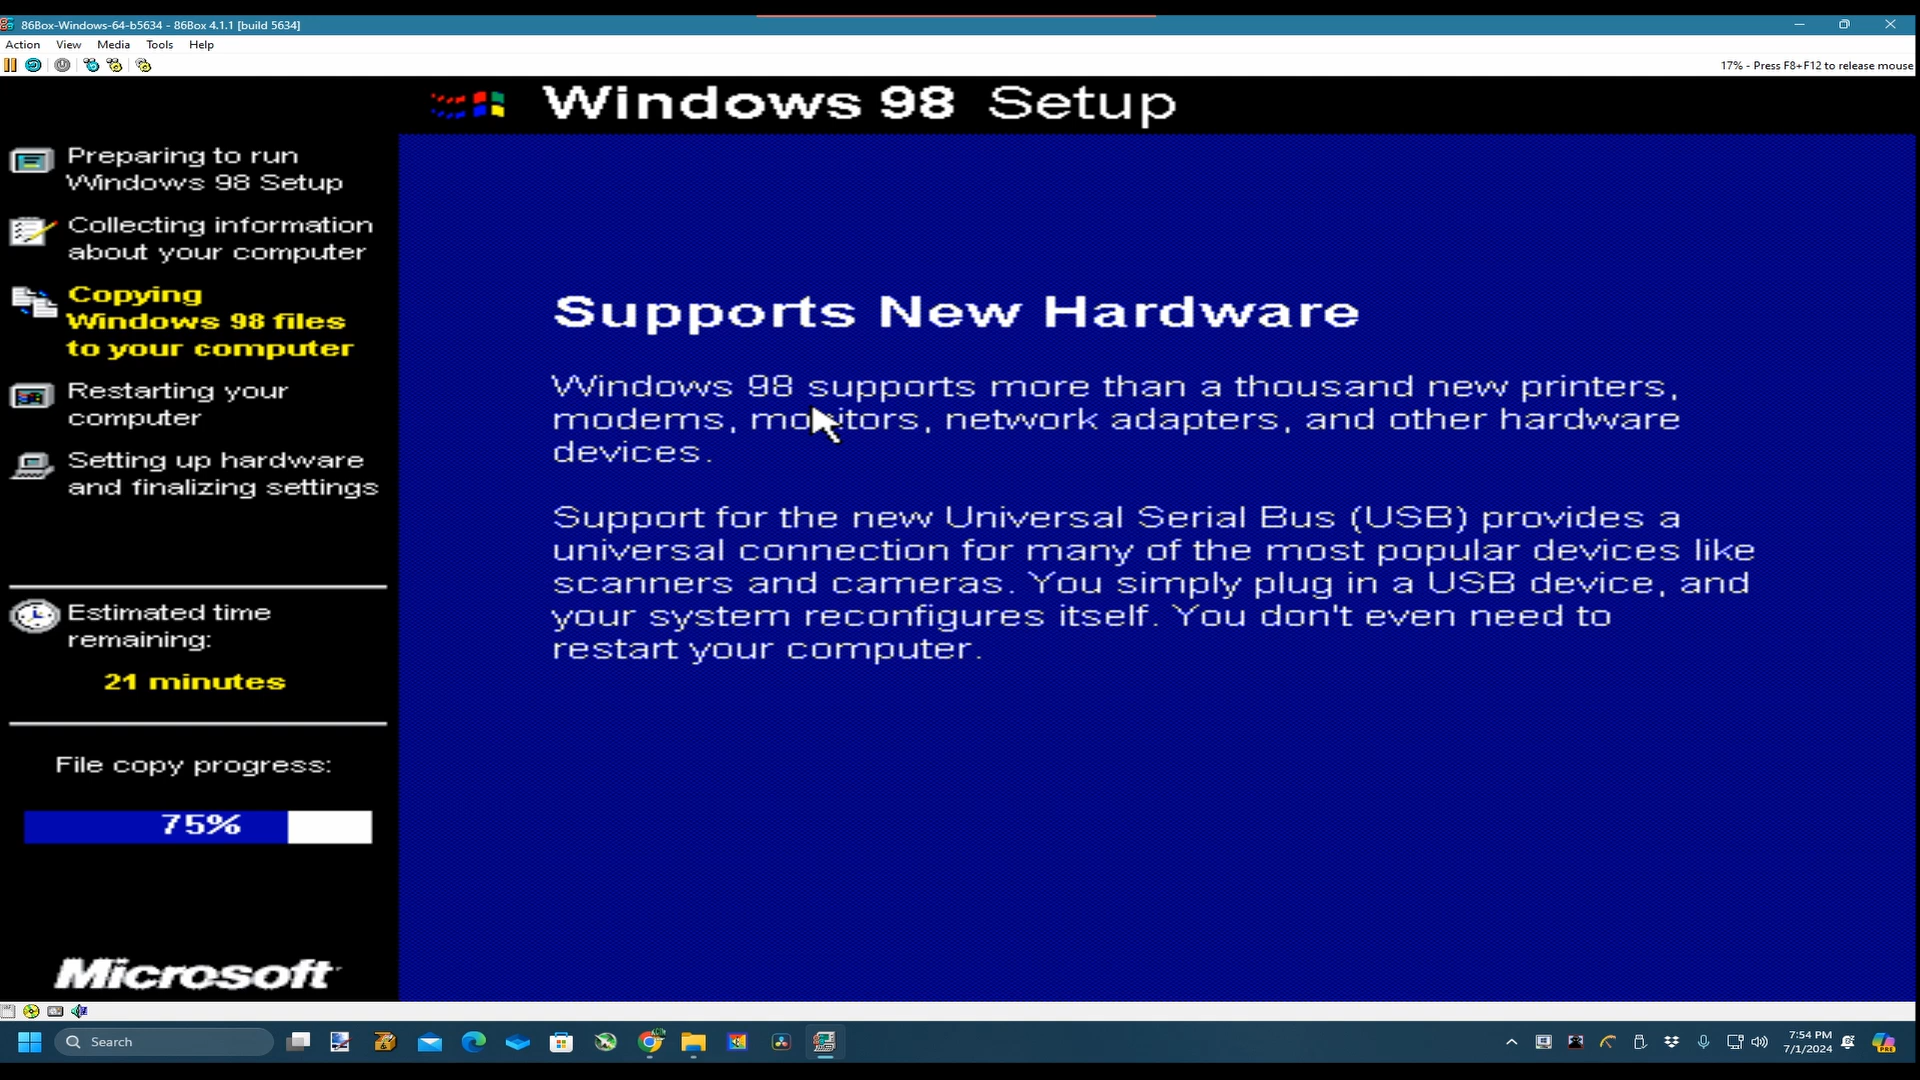 86Box-Windows-64-b5634 - 86Box 4.1.1 [build 5634]
Action View Media Tools Help
17% - Press F8+F12 to release mouse
Windows 98 Setup
Preparing to run
Windows 98 Setup
Collecting information
about your computer
Copying
Windows 98 files
to your computer
Restarting your
computer
Setting up hardware
and finalizing settings
Estimated time
remaining:
21 minutes
File copy progress:
75%
Microsoft
Supports New Hardware
Windows 98 supports more than a thousand new printers,
modems, monitors, network adapters, and other hardware
devices.
Support for the new Universal Serial Bus (USB) provides a
universal connection for many of the most popular devices like
scanners and cameras. You simply plug in a USB device, and
your system reconfigures itself. You don't even need to
restart your computer.
Search
7:54 PM
7/1/2024
PRE